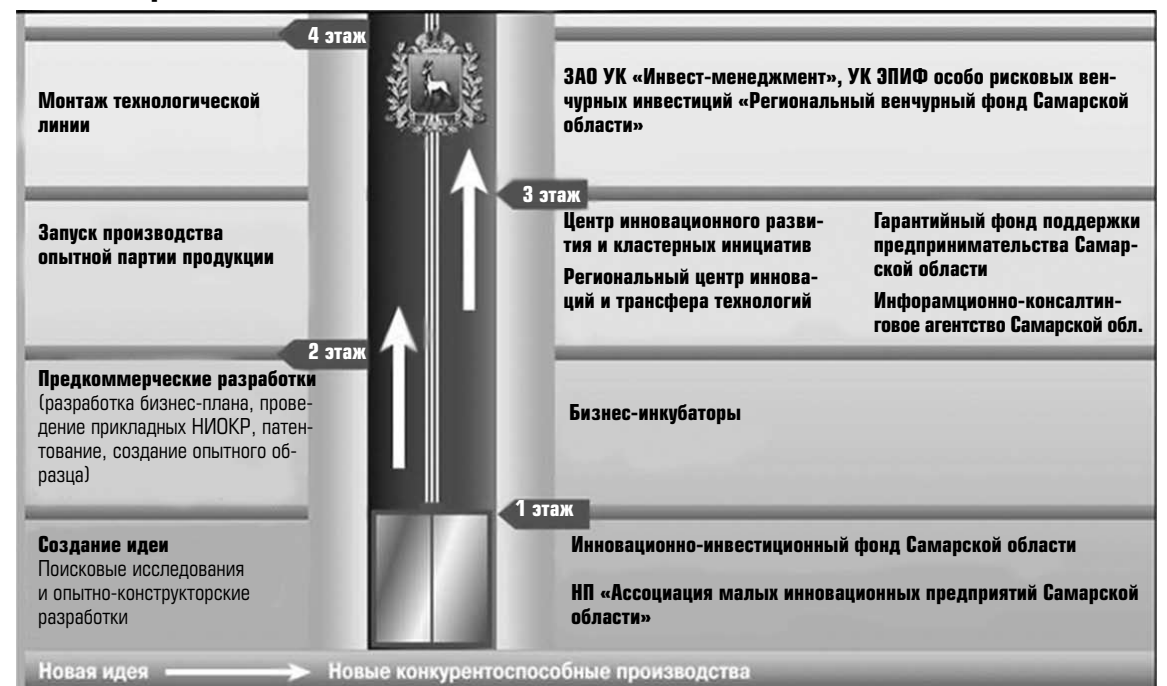 4 этаж
Монтаж технологической
линии
ЗАО УК «Инвест-менеджмент», УК ЗПИФ особо рисковых вен-
чурных инвестиций «Региональный венчурный фонд Самарской
области»
3 этаж
Запуск производства
опытной партии продукции
Центр инновационного разви-
тия и кластерных инициатив
Региональный центр иннова-
ций и трансфера технологий
Гарантийный фонд поддержки
предпринимательства Самар-
ской области
Инфорамционно-консалтин-
говое агентство Самарской обл.
2 этаж
Предкоммерческие разработки
(разработка бизнес-плана, прове-
дение прикладных НИОКР, патен-
тование, создание опытного об-
разца)
Бизнес-инкубаторы
1 этаж
Создание идеи
Поисковые исследования
и опытно-конструкторские
разработки
Инновационно-инвестиционный фонд Самарской области
НП «Ассоциация малых инновационных предприятий Самарской
области»
Новая идея Новые конкурентоспособные производства